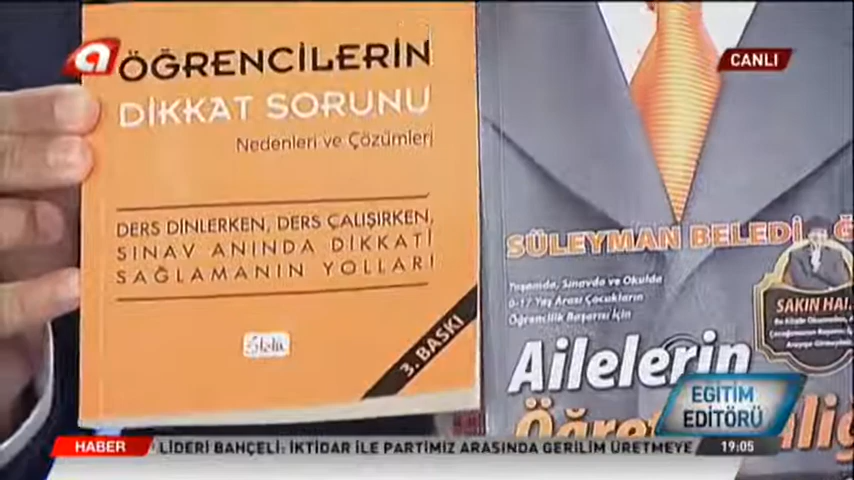 a
ÖĞRENCİLERİN
DİKKAT SORUNU
Nedenleri ve Çözümleri
DERS DİNLERKEN, DERS ÇALIŞIRKEN,
SINAV ANINDA DİKKATİ
SAĞLAMANIN YOLLARI
3. BASKI
CANLI
SÜLEYMAN BELEDİ
Yaşamda, Sınavda ve Okulda
0-17 Yaş Arası Çocukların
Öğrencilik Başarısı İçin
SAKIN HA!.
Ailelerin
EĞİTİM
EDİTÖRÜ
HABER
LİDERİ BAHÇELİ: İKTİDAR İLE PARTİMİZ ARASINDA GERİLİM ÜRETMEYE
19:05